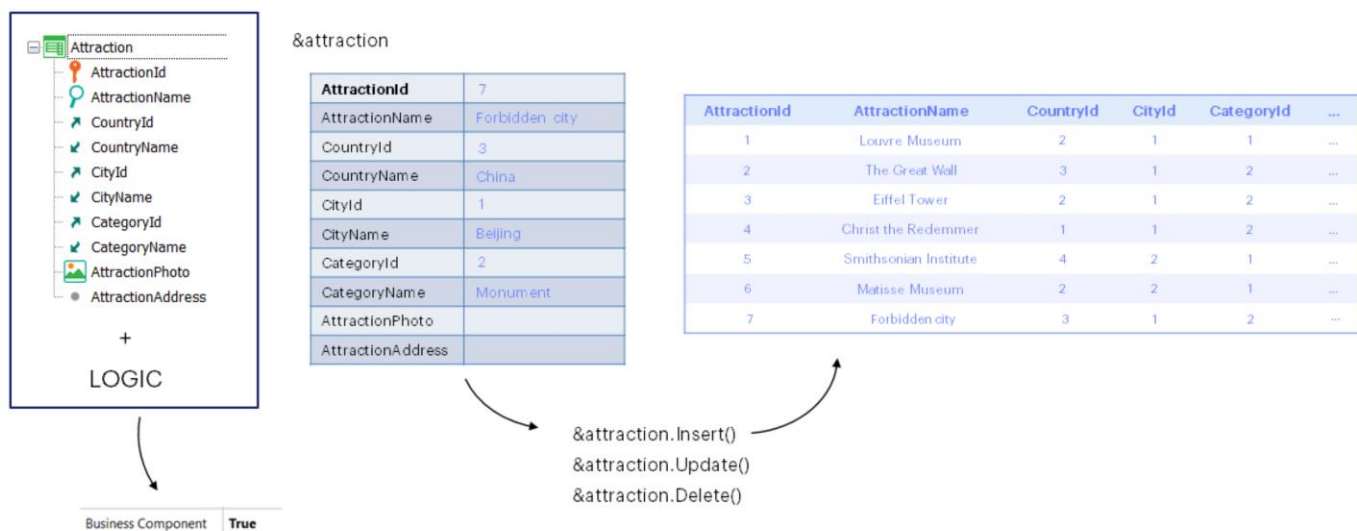 Attraction
AttractionId
AttractionName
CountryId
CountryName
CityId
CityName
CategoryId
CategoryName
AttractionPhoto
AttractionAddress
+
LOGIC
Business Component True
&attraction
AttractionId 7
AttractionName Forbidden city
CountryId 3
CountryName China
CityId 1
CityName Beijing
CategoryId 2
CategoryName Monument
AttractionPhoto
AttractionAddress
&attraction.Insert()
&attraction.Update()
&attraction.Delete()
AttractionId AttractionName CountryId CityId CategoryId ...
1 Louvre Museum 2 1 1 ...
2 The Great Wall 3 1 2 ...
3 Eiffel Tower 2 1 2 ...
4 Christ the Redemmer 1 1 2 ...
5 Smithsonian Institute 4 2 1 ...
6 Matisse Museum 2 2 1 ...
7 Forbidden city 3 1 2 ...